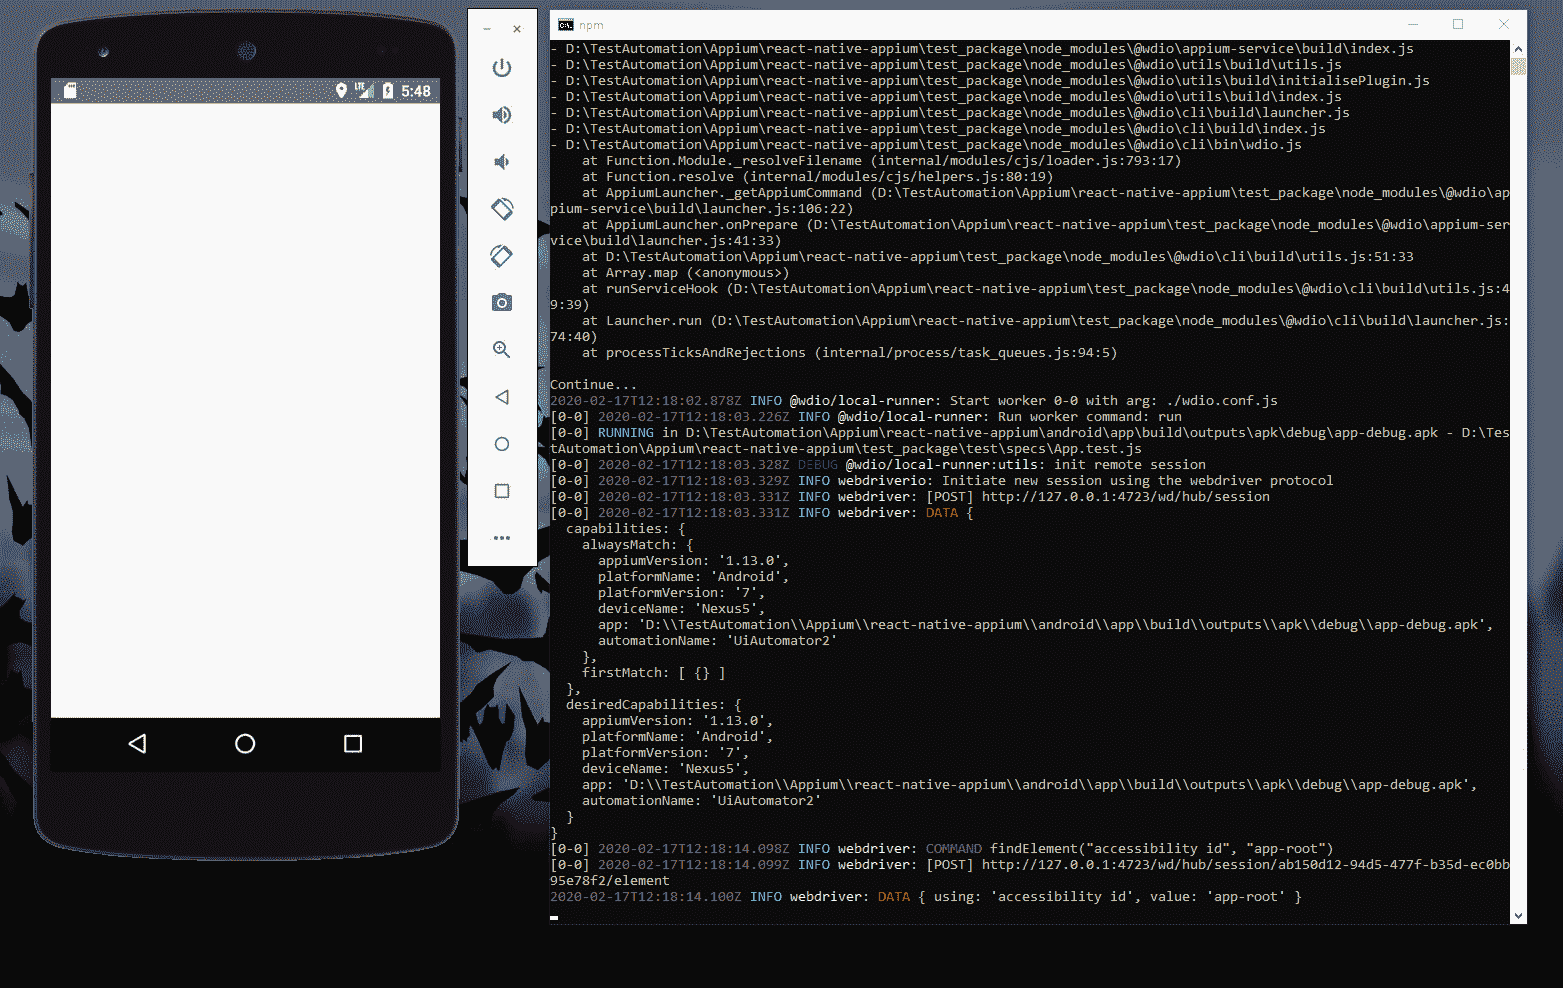 LTE 5:48
npm
- D:\TestAutomation\Appium\react-native-appium\test_package\node_modules\@wdio\appium-service\build\index.js
- D:\TestAutomation\Appium\react-native-appium\test_package\node_modules\@wdio\utils\build\utils.js
- D:\TestAutomation\Appium\react-native-appium\test_package\node_modules\@wdio\utils\build\initialisePlugin.js
- D:\TestAutomation\Appium\react-native-appium\test_package\node_modules\@wdio\utils\build\index.js
- D:\TestAutomation\Appium\react-native-appium\test_package\node_modules\@wdio\cli\build\launcher.js
- D:\TestAutomation\Appium\react-native-appium\test_package\node_modules\@wdio\cli\build\index.js
- D:\TestAutomation\Appium\react-native-appium\test_package\node_modules\@wdio\cli\bin\wdio.js
at Function.Module._resolveFilename (internal/modules/cjs/loader.js:793:17)
at Function.resolve (internal/modules/cjs/helpers.js:80:19)
at AppiumLauncher._getAppiumCommand (D:\TestAutomation\Appium\react-native-appium\test_package\node_modules\@wdio\ap
pium-service\build\launcher.js:106:22)
at AppiumLauncher.onPrepare (D:\TestAutomation\Appium\react-native-appium\test_package\node_modules\@wdio\appium-ser
vice\build\launcher.js:41:33)
at D:\TestAutomation\Appium\react-native-appium\test_package\node_modules\@wdio\cli\build\utils.js:51:33
at Array.map (<anonymous>)
at runServiceHook (D:\TestAutomation\Appium\react-native-appium\test_package\node_modules\@wdio\cli\build\utils.js:4
9:39)
at Launcher.run (D:\TestAutomation\Appium\react-native-appium\test_package\node_modules\@wdio\cli\build\launcher.js:
74:40)
at processTicksAndRejections (internal/process/task_queues.js:94:5)
Continue...
2020-02-17T12:18:02.878Z INFO @wdio/local-runner: Start worker 0-0 with arg: ./wdio.conf.js
[0-0] 2020-02-17T12:18:03.226Z INFO @wdio/local-runner: Run worker command: run
[0-0] RUNNING in D:\TestAutomation\Appium\react-native-appium\android\app\build\outputs\apk\debug\app-debug.apk - D:\Tes
tAutomation\Appium\react-native-appium\test_package\test\specs\App.test.js
[0-0] 2020-02-17T12:18:03.328Z DEBUG @wdio/local-runner:utils: init remote session
[0-0] 2020-02-17T12:18:03.329Z INFO webdriverio: Initiate new session using the webdriver protocol
[0-0] 2020-02-17T12:18:03.331Z INFO webdriver: [POST] http://127.0.0.1:4723/wd/hub/session
[0-0] 2020-02-17T12:18:03.331Z INFO webdriver: DATA {
capabilities: {
alwaysMatch: {
appiumVersion: '1.13.0',
platformName: 'Android',
platformVersion: '7',
deviceName: 'Nexus5',
app: 'D:\\TestAutomation\\Appium\\react-native-appium\\android\\app\\build\\outputs\\apk\\debug\\app-debug.apk',
automationName: 'UiAutomator2'
},
firstMatch: [ {} ]
},
desiredCapabilities: {
appiumVersion: '1.13.0',
platformName: 'Android',
platformVersion: '7',
deviceName: 'Nexus5',
app: 'D:\\TestAutomation\\Appium\\react-native-appium\\android\\app\\build\\outputs\\apk\\debug\\app-debug.apk',
automationName: 'UiAutomator2'
}
}
[0-0] 2020-02-17T12:18:14.098Z INFO webdriver: COMMAND findElement("accessibility id", "app-root")
[0-0] 2020-02-17T12:18:14.099Z INFO webdriver: [POST] http://127.0.0.1:4723/wd/hub/session/ab150d12-94d5-477f-b35d-ec0bb
95e78f2/element
2020-02-17T12:18:14.100Z INFO webdriver: DATA { using: 'accessibility id', value: 'app-root' }